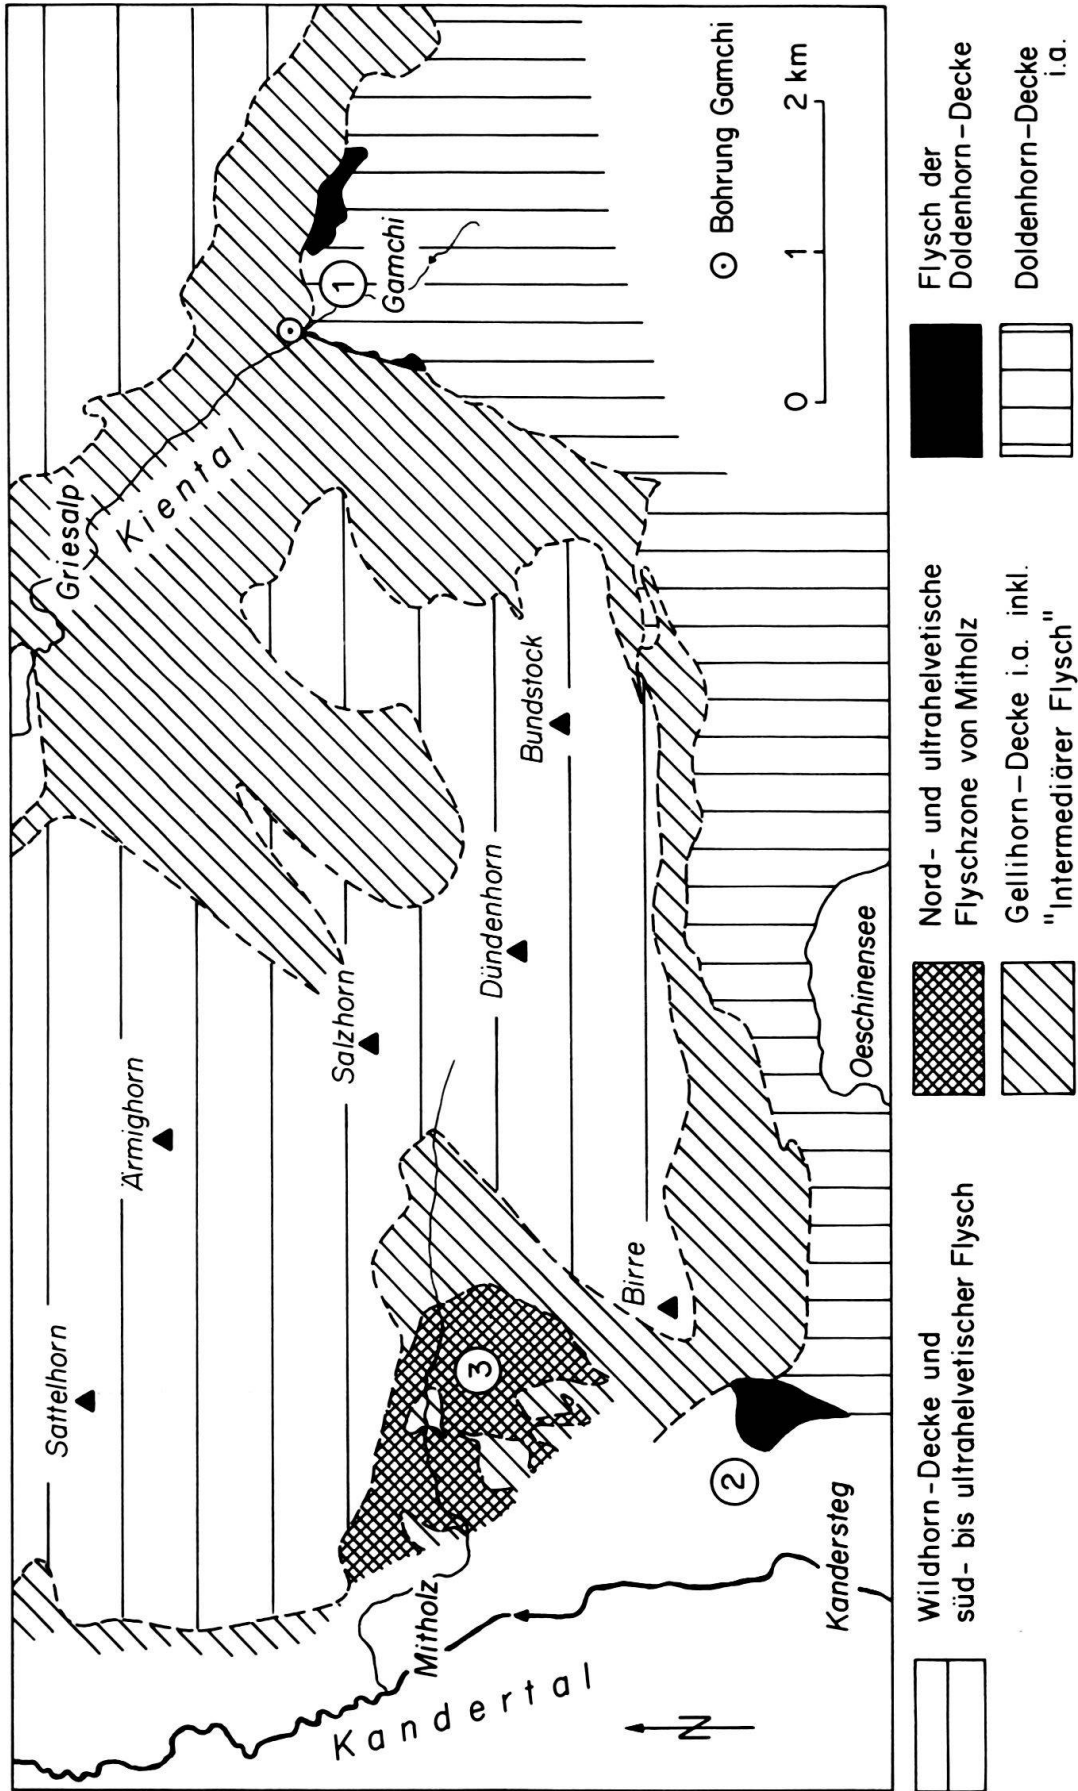 Sattelhorn
Ärmighorn
Griesalp
Kiental
Gamchi
1
Salzhorn
Dündenhorn
Bundstock
Mitholz
3
Birre
2
Kandersteg
Oeschinensee
Kandertal
N
Bohrung Gamchi
0 1 2 km
Wildhorn-Decke und
süd- bis ultrahelvetischer Flysch
Nord- und ultrahelvetische
Flyschzone von Mitholz
Gellihorn-Decke i.a. inkl.
"Intermediärer Flysch"
Flysch der
Doldenhorn-Decke
Doldenhorn-Decke
i.a.